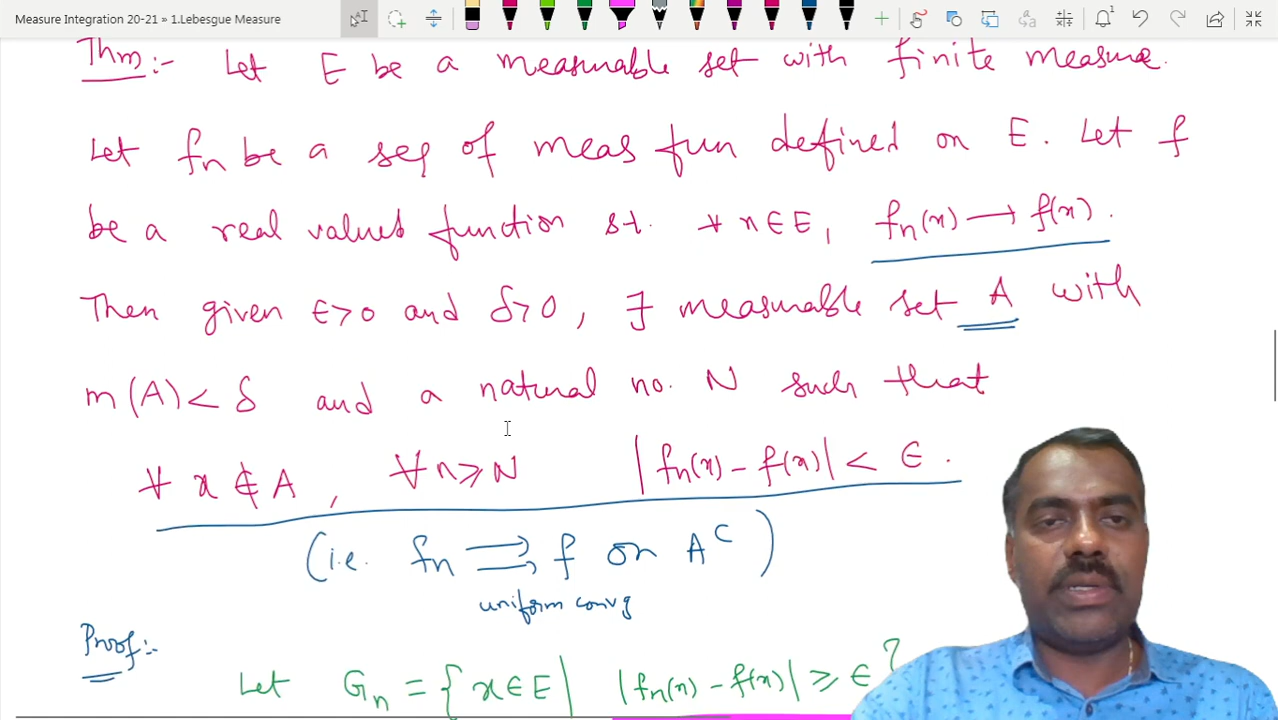 Measure Integration 20-21 » 1.Lebesgue Measure
Thm:- Let E be a measurable set with finite measure.
Let fn be a seq of meas fun defined on E. Let f
be a real values function st. ∀ x∈E, fn(x) → f(x).
Then given ϵ>0 and δ>0, ∃ measurable set A with
m(A) < δ and a natural no. N such that
∀ x ∉ A, ∀ n ≥ N |fn(x) - f(x)| < ϵ.
(i.e. fn ⇉ f on A^c)
uniform convg
Proof:-
Let Gn = { x∈E | |fn(x) - f(x)| ≥ ϵ }